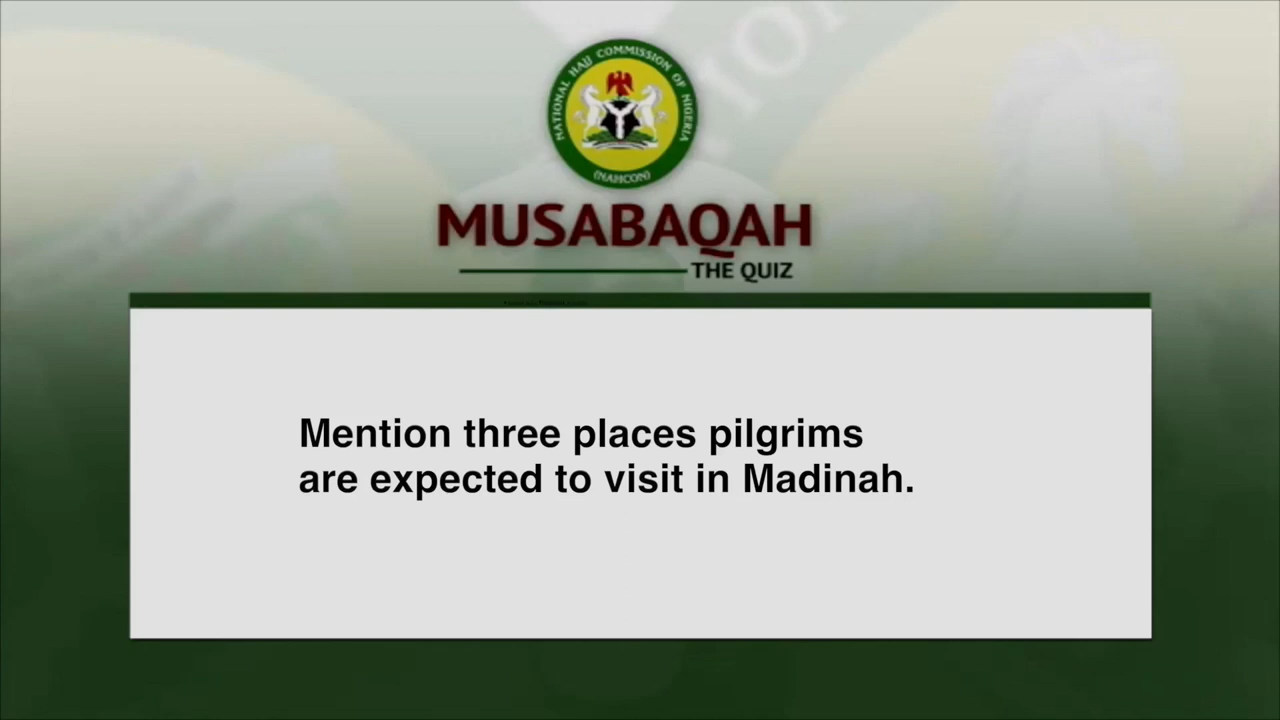 NATIONAL HAJJ COMMISSION OF NIGERIA
(NAHCON)
MUSABAQAH
THE QUIZ
Mention three places pilgrims
are expected to visit in Madinah.